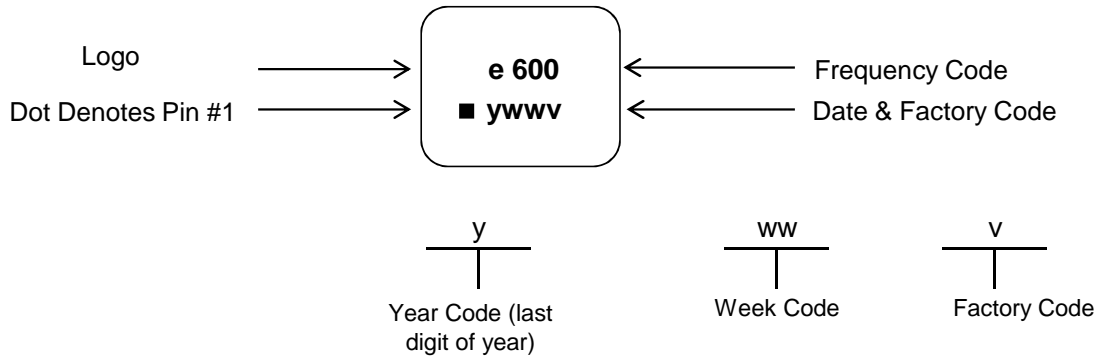 Logo
e 600
Frequency Code
Dot Denotes Pin #1
■ ywwv
Date & Factory Code
y
ww
v
Year Code (last
digit of year)
Week Code
Factory Code